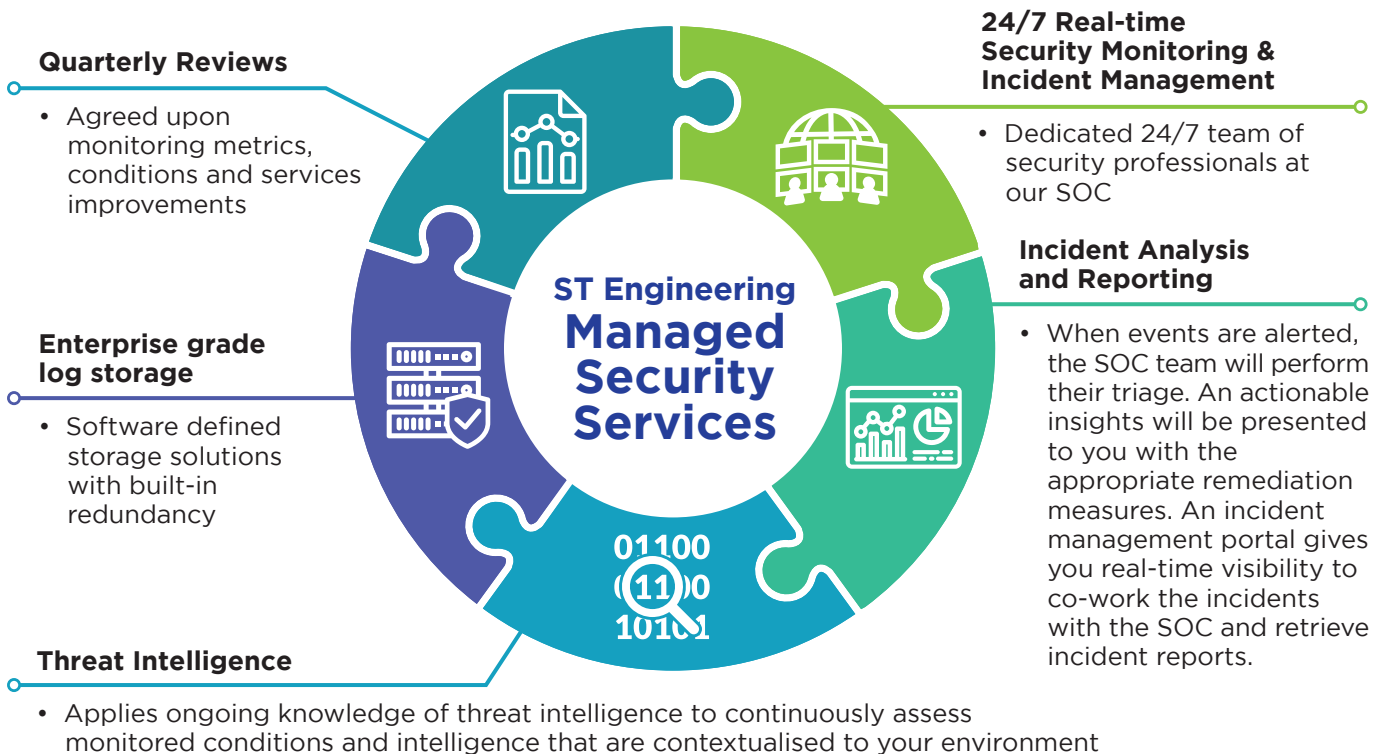 Quarterly Reviews
• Agreed upon
monitoring metrics,
conditions and services
improvements
24/7 Real-time
Security Monitoring &
Incident Management
• Dedicated 24/7 team of
security professionals at
our SOC
Incident Analysis
and Reporting
• When events are alerted,
the SOC team will perform
their triage. An actionable
insights will be presented
to you with the
appropriate remediation
measures. An incident
management portal gives
you real-time visibility to
co-work the incidents
with the SOC and retrieve
incident reports.
ST Engineering
Managed
Security
Services
Enterprise grade
log storage
• Software defined
storage solutions
with built-in
redundancy
01100
01100
10101
Threat Intelligence
• Applies ongoing knowledge of threat intelligence to continuously assess
monitored conditions and intelligence that are contextualised to your environment